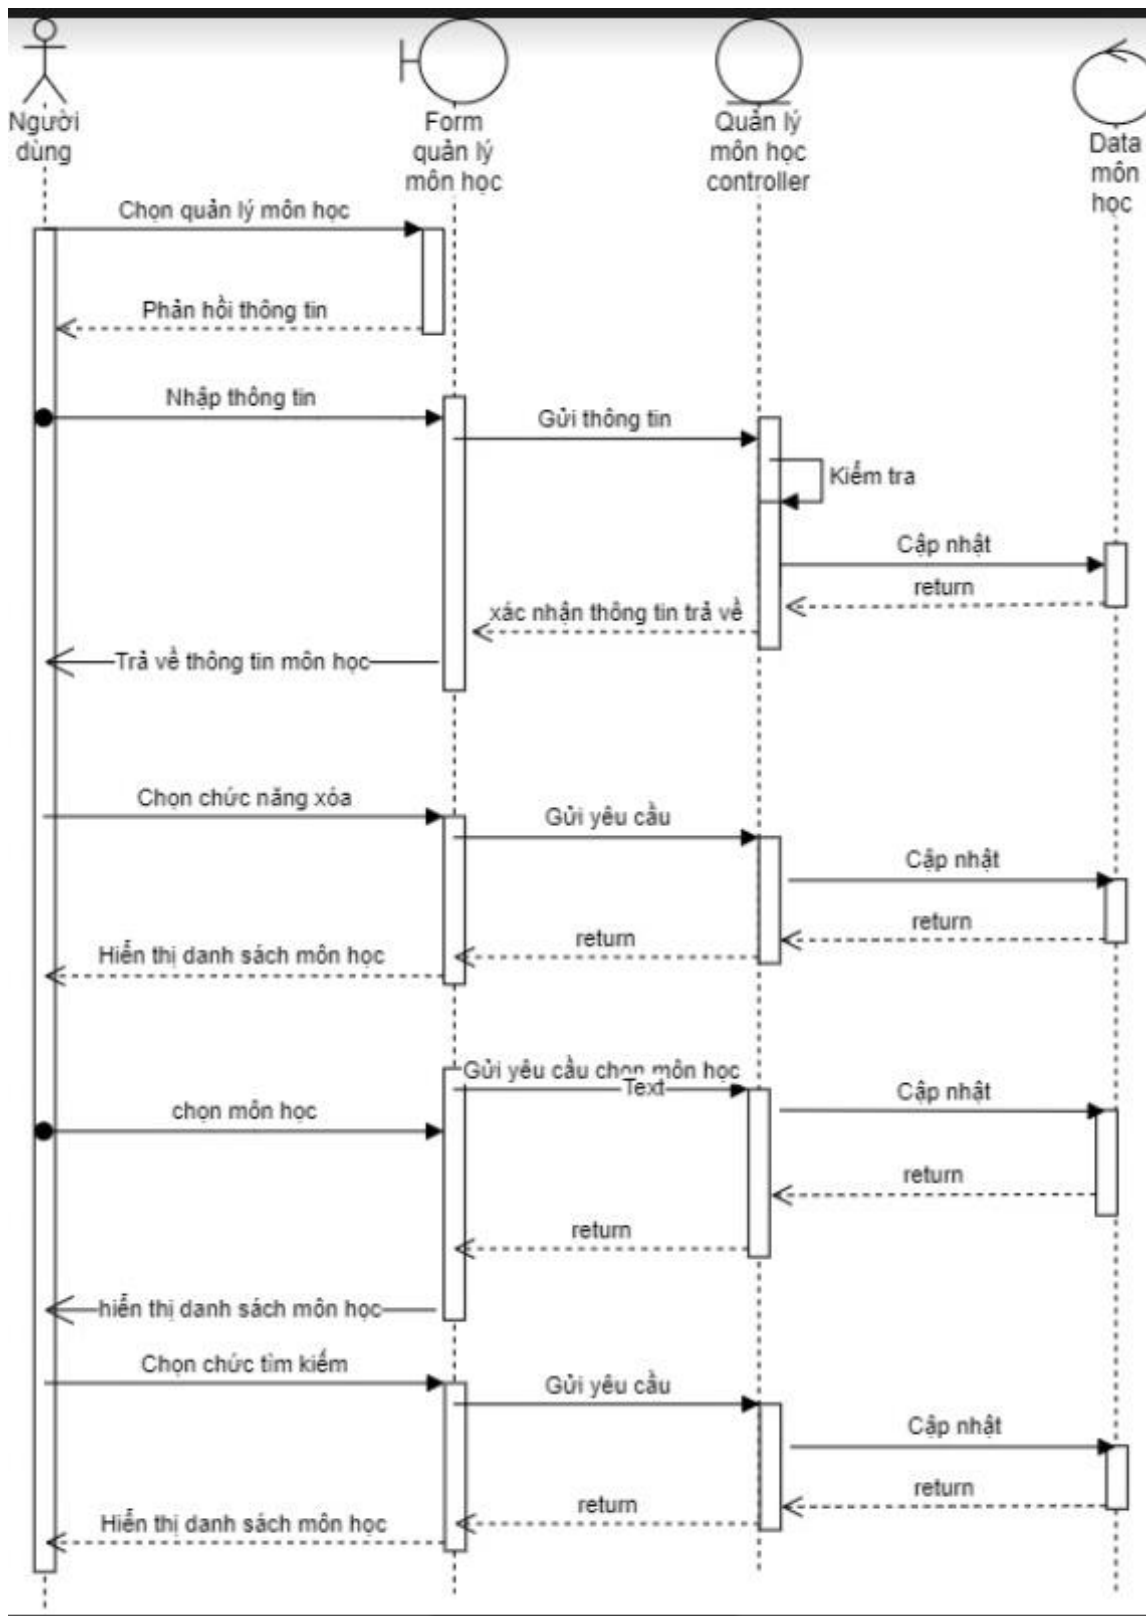 Người
dùng
Form
quản lý
môn học
Quản lý
môn học
controller
Data
môn
học
Chọn quản lý môn học
Phản hồi thông tin
Nhập thông tin
Gửi thông tin
Kiểm tra
Cập nhật
return
xác nhận thông tin trả về
Trả về thông tin môn học
Chọn chức năng xóa
Gửi yêu cầu
Cập nhật
return
return
Hiển thị danh sách môn học
Gửi yêu cầu chọn môn học
Text
Cập nhật
chọn môn học
return
return
hiển thị danh sách môn học
Chọn chức tìm kiếm
Gửi yêu cầu
Cập nhật
return
return
Hiển thị danh sách môn học